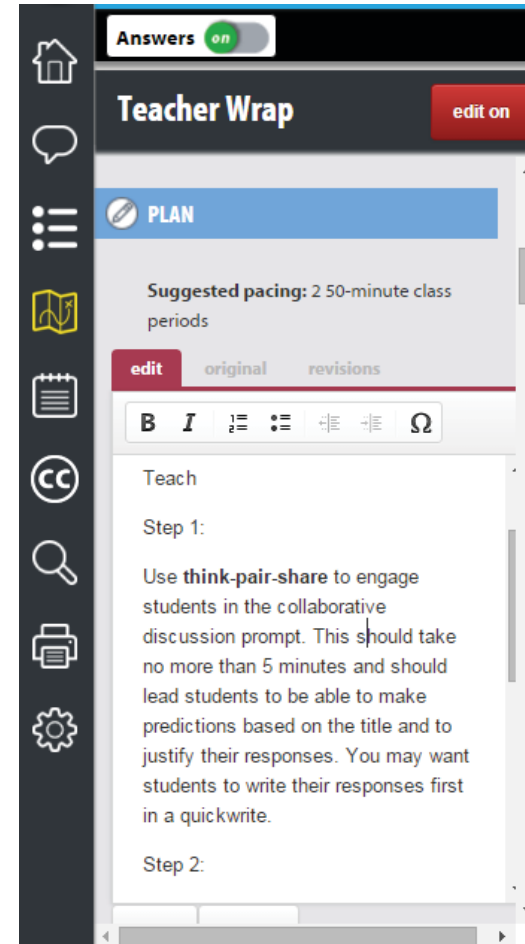 Answers on
Teacher Wrap
edit on
PLAN
Suggested pacing: 2 50-minute class
periods
edit original revisions
B I Ω
Teach
Step 1:
Use think-pair-share to engage
students in the collaborative
discussion prompt. This should take
no more than 5 minutes and should
lead students to be able to make
predictions based on the title and to
justify their responses. You may want
students to write their responses first
in a quickwrite.
Step 2:
CC